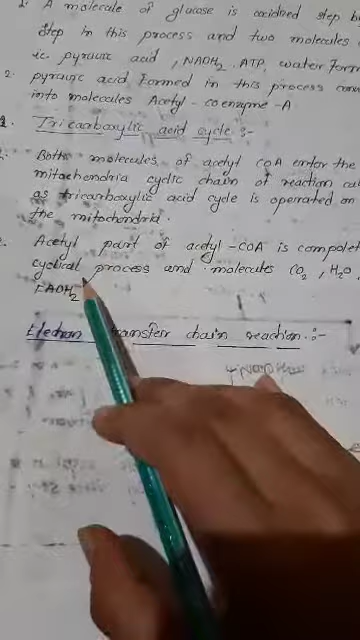 1. A molecule of glucose is oxidised step b
step in this process and two molecules
ie. pyruvic acid, NADH2. ATP, water form
2. pyruvic acid formed in this process con
into molecules Acetyl-coenzyme-A
Tricarboxylic acid cycle:-
Both molecules of acetyl CoA enter the
mitochondria cyclic chain of reaction ca
as tricarboxylic acid cycle is operated on
the mitochondria.
Acetyl part of acetyl-COA is complet
cyclical process and molecules CO2, H2O
FADH2
Electron transferr chain reaction:-